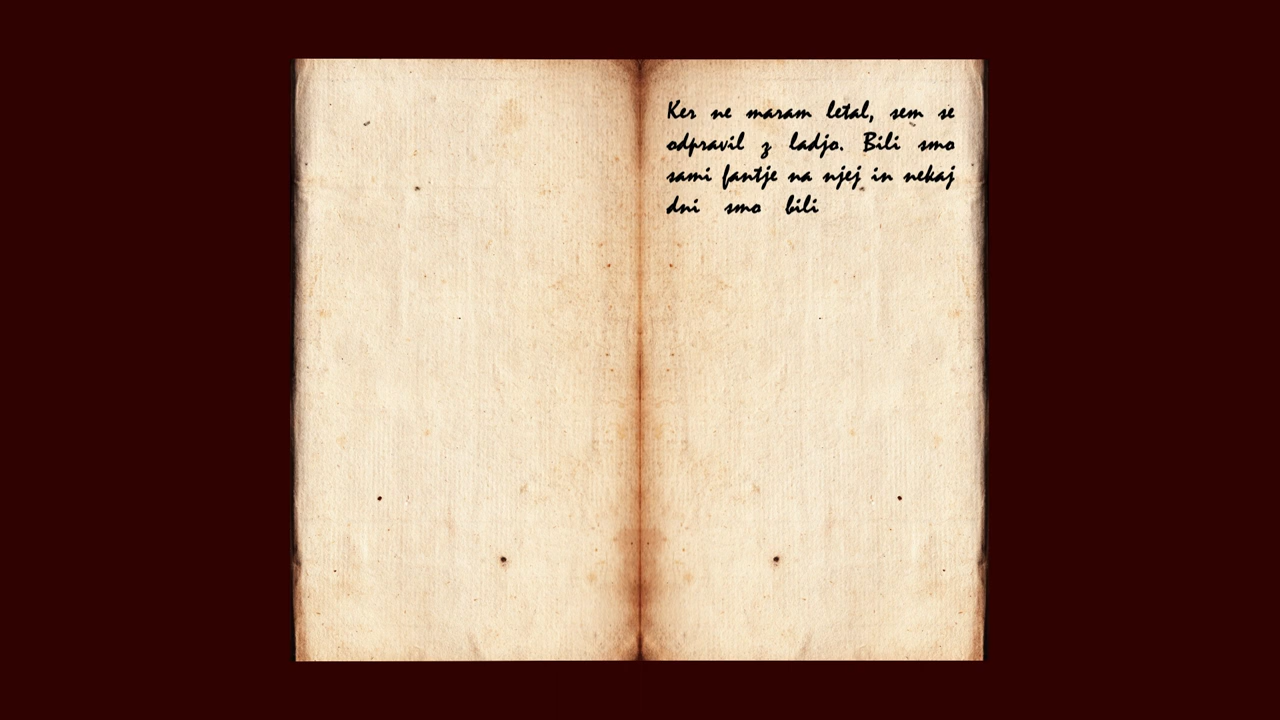 Ker ne maram letal, sem se
odpravil z ladjo. Bili smo
sami fantje na njej in nekaj
dni smo bili